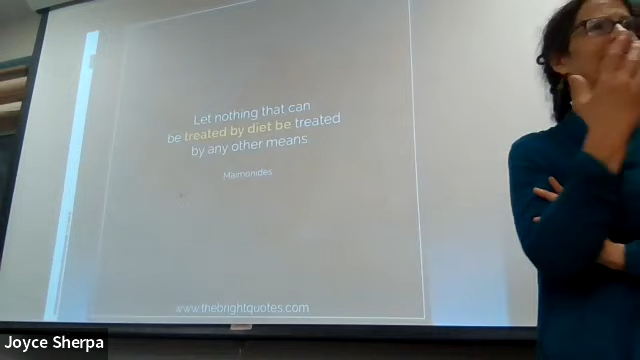 Let nothing that can
be treated by diet be treated
by any other means
Maimonides
www.thebrightquotes.com
Joyce Sherpa